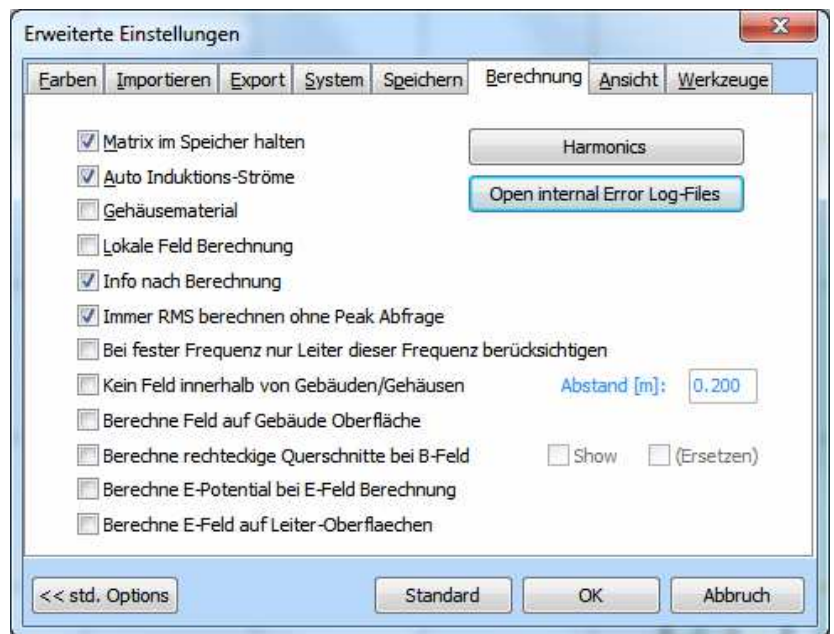 Erweiterte Einstellungen
Farben Importieren Export System Speichern Berechnung Ansicht Werkzeuge
Matrix im Speicher halten
Harmonics
Auto Induktions-Ströme
Open internal Error Log-Files
Gehäusematerial
Lokale Feld Berechnung
Info nach Berechnung
Immer RMS berechnen ohne Peak Abfrage
Bei fester Frequenz nur Leiter dieser Frequenz berücksichtigen
Kein Feld innerhalb von Gebäuden/Gehäusen Abstand [m]: 0.200
Berechne Feld auf Gebäude Oberfläche
Berechne rechteckige Querschnitte bei B-Feld Show (Ersetzen)
Berechne E-Potential bei E-Feld Berechnung
Berechne E-Feld auf Leiter-Oberflaechen
<< std. Options Standard OK Abbruch